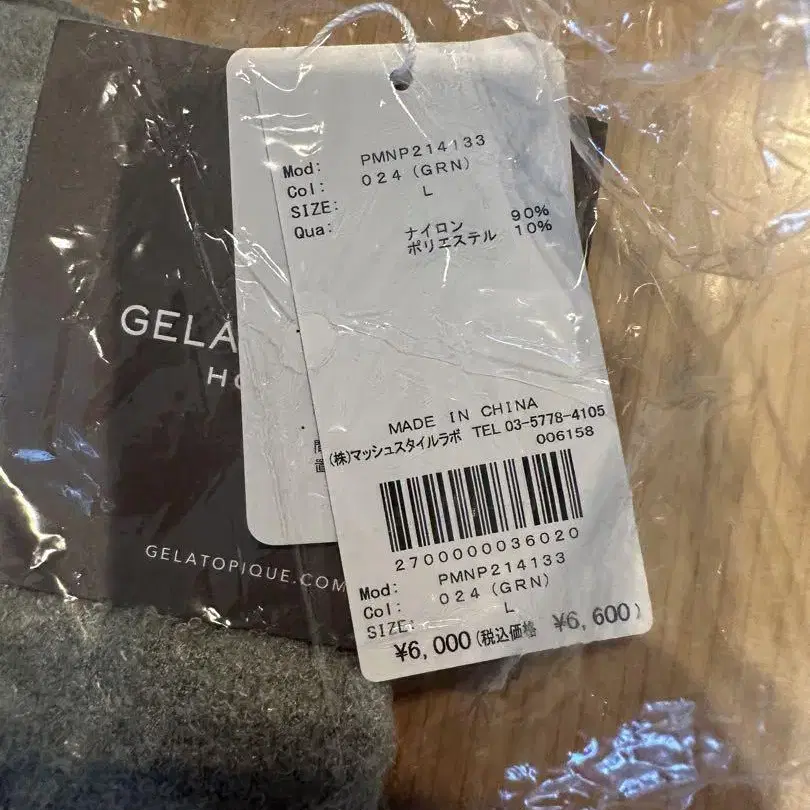 Mod: PMNP214133
Col: 024 (GRN)
SIZE: L
Qua: ナイロン 90%
ポリエステル 10%
GELA
HO
MADE IN CHINA
(株)マッシュスタイルラボ TEL 03-5778-4105
006158
2700000036020
GELATOPIQUE.COM
Mod: PMNP214133
Col: 024 (GRN)
SIZE: L
¥6,000(税込価格 ¥6,600)